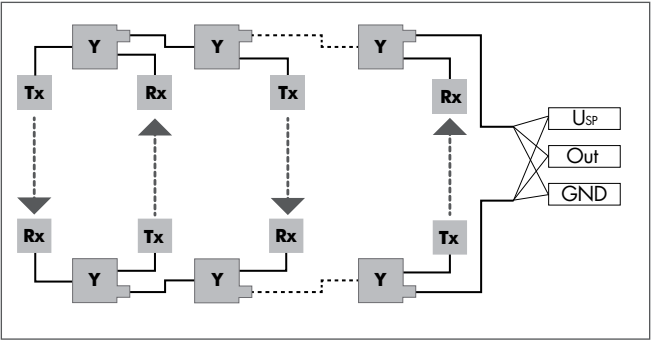 Y Y Y
Tx Rx Tx Rx
USP
Out
GND
Rx Tx Rx Tx
Y Y Y